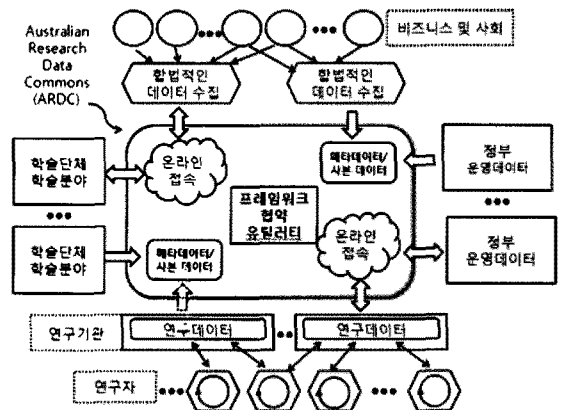 Australian
Research
Data
Commons
(ARDC)
비즈니스 및 사회
합법적인
데이터 수집
합법적인
데이터 수집
학술단체
학술분야
온라인
접속
메타데이터/
사본 데이터
정부
운영데이터
프레임워크
협약
유틸러티
학술단체
학술분야
메타데이터/
사본 데이터
온라인
접속
정부
운영데이터
연구기관
연구데이터
연구데이터
연구자